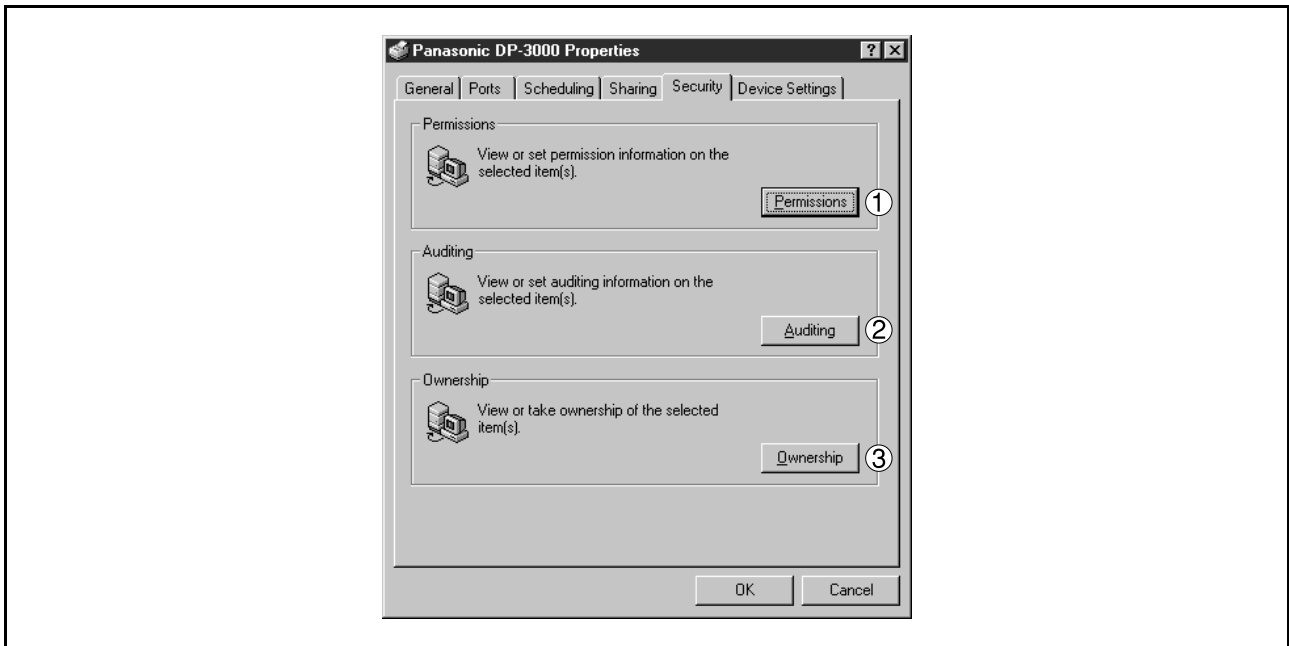 Panasonic DP-3000 Properties
General Ports Scheduling Sharing Security Device Settings
Permissions
View or set permission information on the
selected item(s).
Permissions ①
Auditing
View or set auditing information on the
selected item(s).
Auditing ②
Ownership
View or take ownership of the selected
item(s).
Ownership ③
OK Cancel